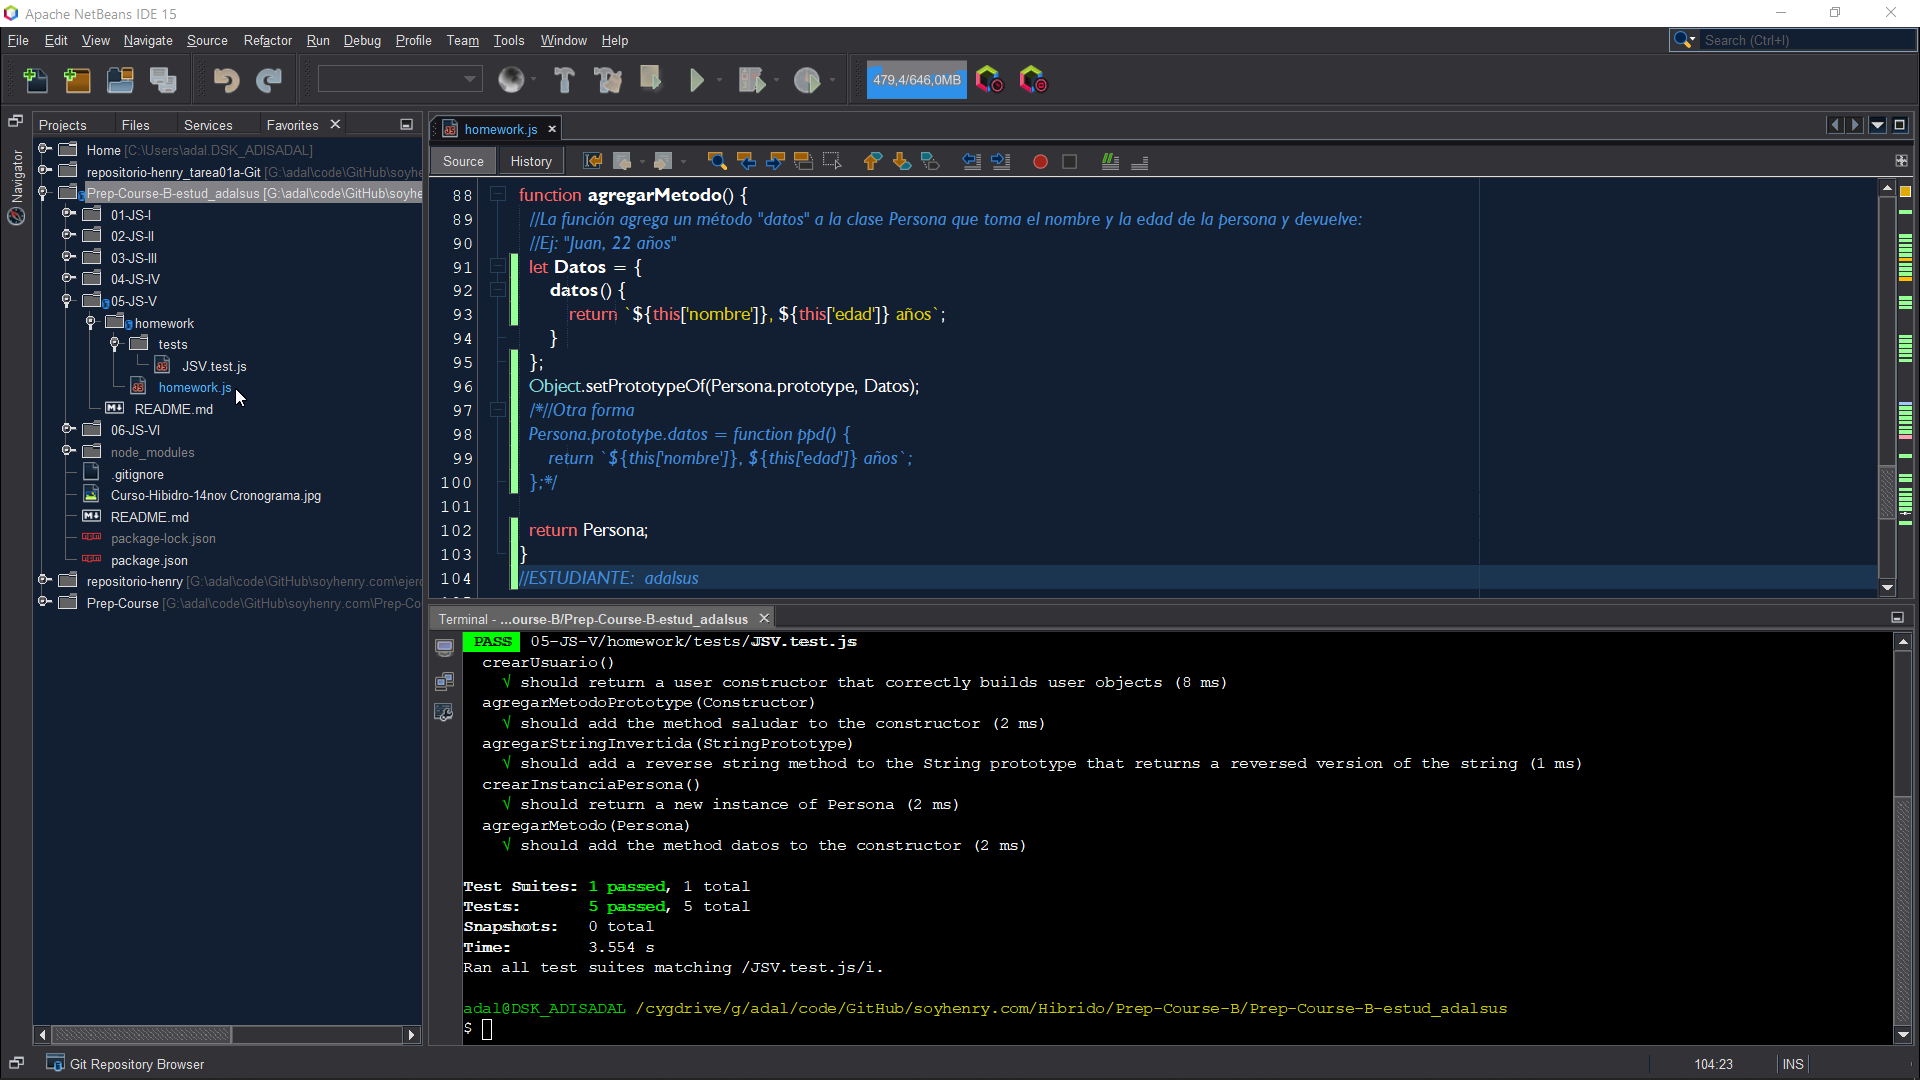 Apache NetBeans IDE 15
File Edit View Navigate Source Refactor Run Debug Profile Team Tools Window Help
Search (Ctrl+I)
479,4/646,0MB
Projects Files Services Favorites
Navigator
Home [C:\Users\adal.DSK_ADISADAL]
repositorio-henry_tarea01a-Git [G:\adal\code\GitHub\soyhe
Prep-Course-B-estud_adalsus [G:\adal\code\GitHub\soyhe
01-JS-I
02-JS-II
03-JS-III
04-JS-IV
05-JS-V
homework
tests
JSV.test.js
homework.js
README.md
06-JS-VI
node_modules
.gitignore
Curso-Hibidro-14nov Cronograma.jpg
README.md
package-lock.json
package.json
repositorio-henry [G:\adal\code\GitHub\soyhenry.com\ejerc
Prep-Course [G:\adal\code\GitHub\soyhenry.com\Prep-Co
homework.js
Source History
88 function agregarMetodo() {
89 //La función agrega un método "datos" a la clase Persona que toma el nombre y la edad de la persona y devuelve:
90 //Ej: "Juan, 22 años"
91 let Datos = {
92 datos() {
93 return `${this['nombre']}, ${this['edad']} años`;
94 }
95 };
96 Object.setPrototypeOf(Persona.prototype, Datos);
97 /*//Otra forma
98 Persona.prototype.datos = function ppd() {
99 return `${this['nombre']}, ${this['edad']} años`;
100 };*/
101
102 return Persona;
103 }
104 //ESTUDIANTE: adalsus
Terminal - ...ourse-B/Prep-Course-B-estud_adalsus
PASS 05-JS-V/homework/tests/JSV.test.js
crearUsuario()
√ should return a user constructor that correctly builds user objects (8 ms)
agregarMetodoPrototype(Constructor)
√ should add the method saludar to the constructor (2 ms)
agregarStringInvertida(StringPrototype)
√ should add a reverse string method to the String prototype that returns a reversed version of the string (1 ms)
crearInstanciaPersona()
√ should return a new instance of Persona (2 ms)
agregarMetodo(Persona)
√ should add the method datos to the constructor (2 ms)
Test Suites: 1 passed, 1 total
Tests: 5 passed, 5 total
Snapshots: 0 total
Time: 3.554 s
Ran all test suites matching /JSV.test.js/i.
adal@DSK_ADISADAL /cygdrive/g/adal/code/GitHub/soyhenry.com/Hibrido/Prep-Course-B/Prep-Course-B-estud_adalsus
$
Git Repository Browser
104:23 INS